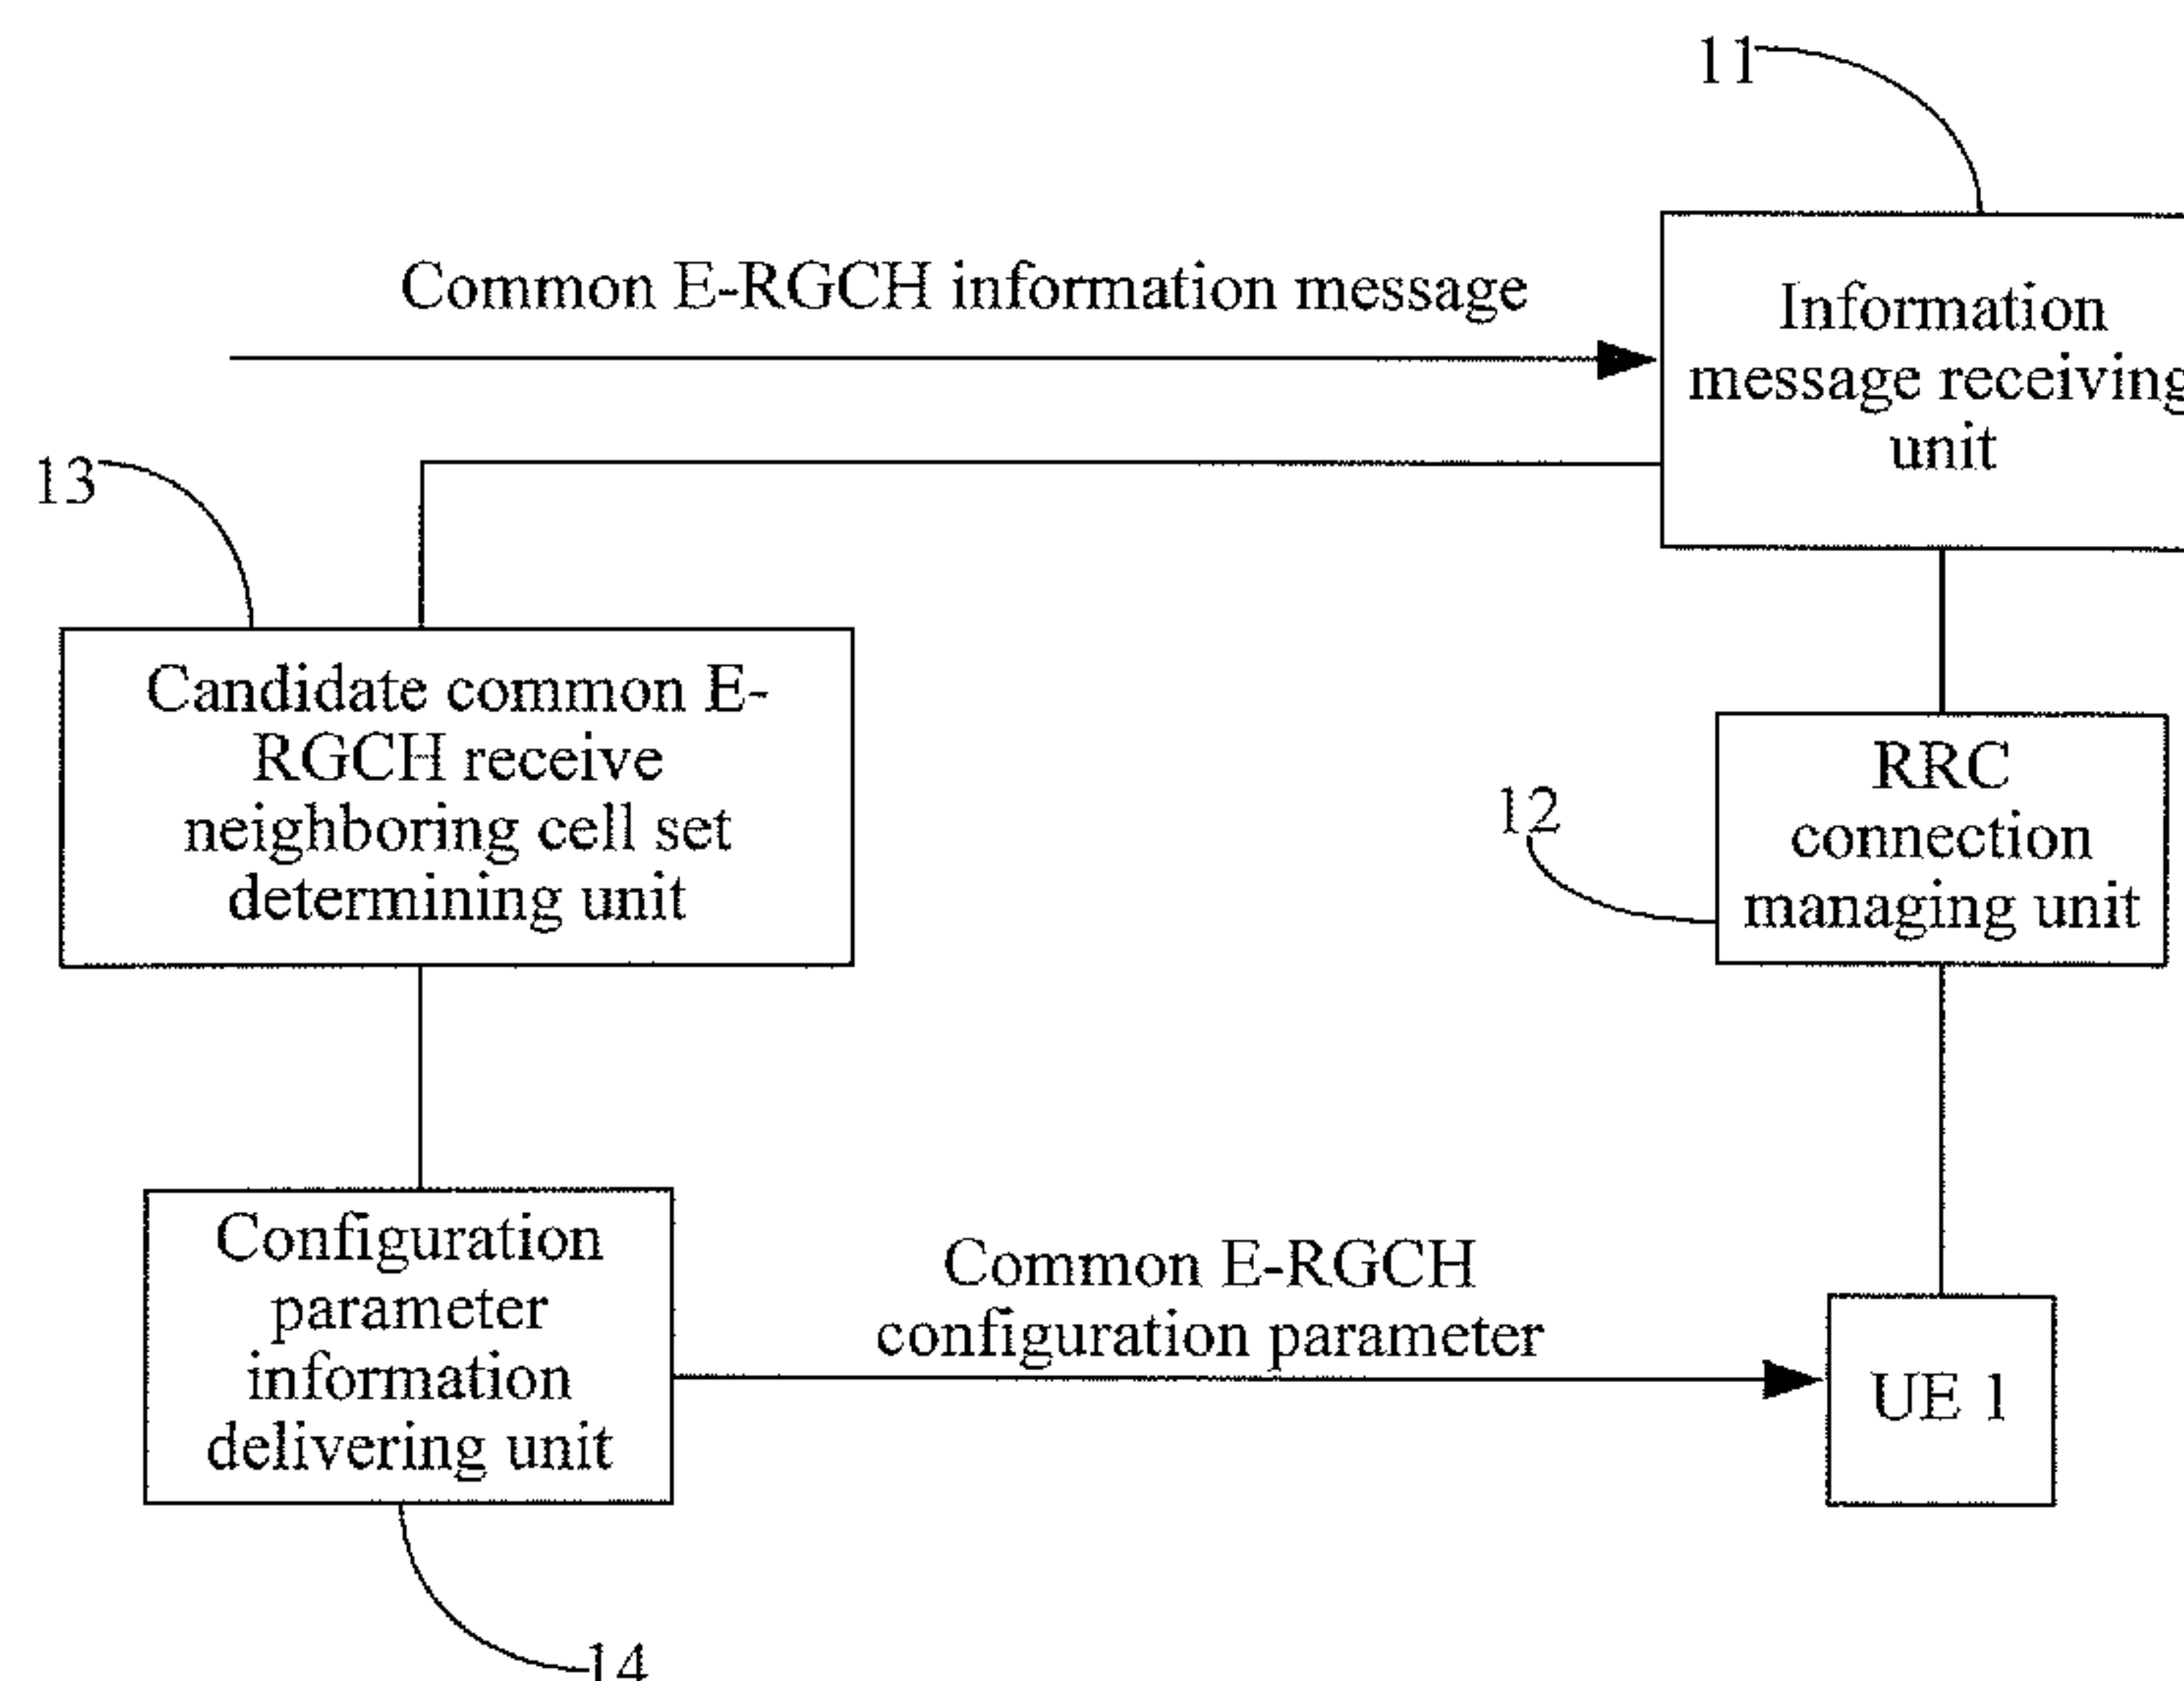 11
Common E-RGCH information message
Information
message receiving
unit
13
Candidate common E-
RGCH receive
neighboring cell set
determining unit
12
RRC
connection
managing unit
Configuration
parameter
information
delivering unit
Common E-RGCH
configuration parameter
UE 1
14